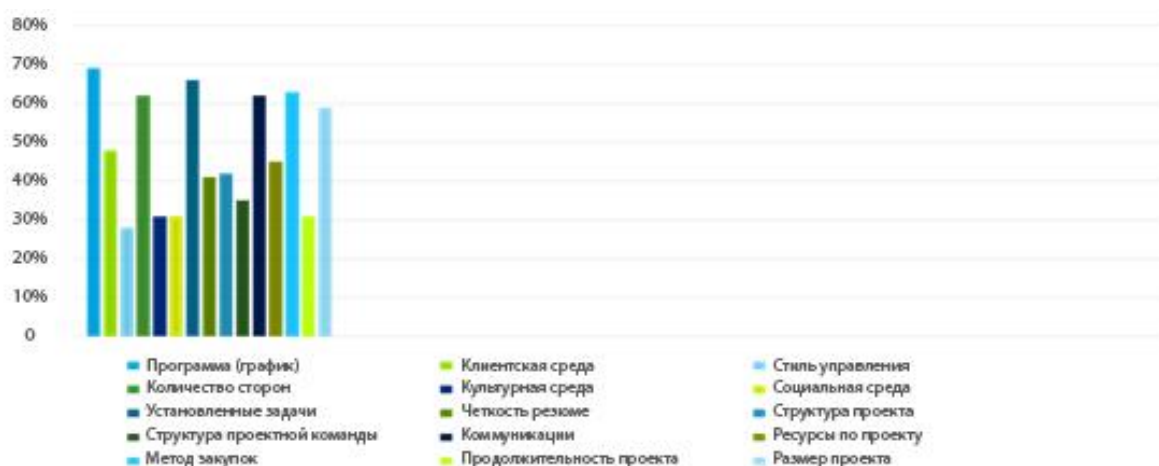 80%
70%
60%
50%
40%
30%
20%
10%
0
Программа (график) Клиентская среда Стиль управления
Количество сторон Культурная среда Социальная среда
Установленные задачи Четкость резюме Структура проекта
Структура проектной команды Коммуникации Ресурсы по проекту
Метод закупок Продолжительность проекта Размер проекта